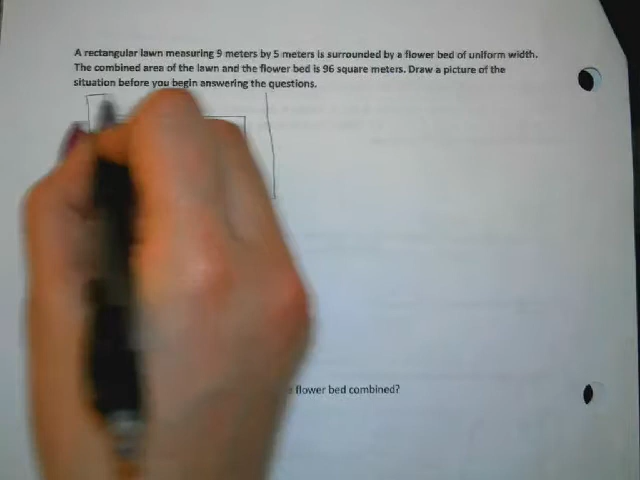 A rectangular lawn measuring 9 meters by 5 meters is surrounded by a flower bed of uniform width.
The combined area of the lawn and the flower bed is 96 square meters. Draw a picture of the
situation before you begin answering the questions.
flower bed combined?